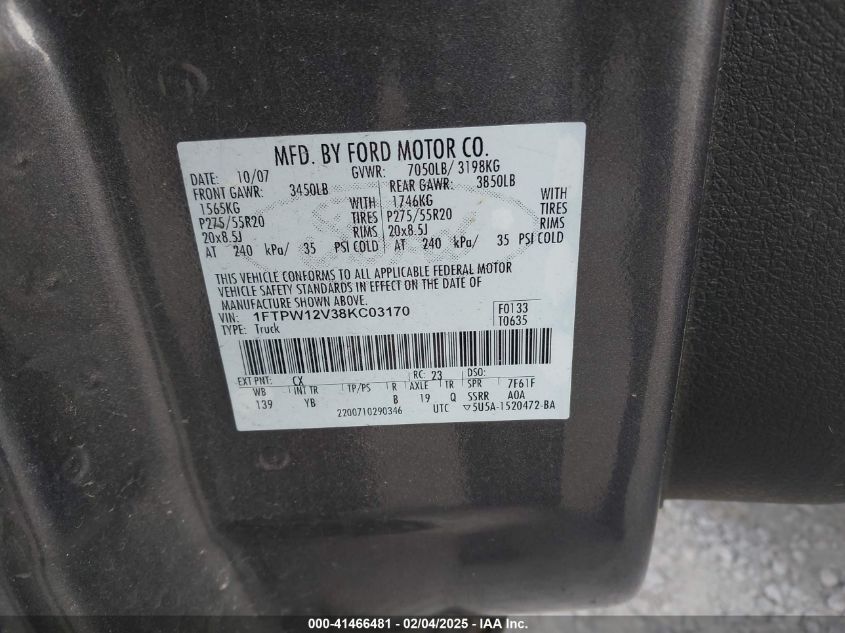 MFD. BY FORD MOTOR CO.
DATE: 10/07 GVWR: 7050LB/ 3198KG
FRONT GAWR: 3450LB REAR GAWR: 3850LB
1565KG WITH 1746KG WITH
P275/55R20 TIRES P275/55R20 TIRES
20x8.5J RIMS 20x8.5J RIMS
AT 240 kPa/ 35 PSI COLD AT 240 kPa/ 35 PSI COLD
THIS VEHICLE CONFORMS TO ALL APPLICABLE FEDERAL MOTOR
VEHICLE SAFETY STANDARDS IN EFFECT ON THE DATE OF
MANUFACTURE SHOWN ABOVE.
VIN: 1FTPW12V38KC03170 F0133
TYPE: Truck T0635
EXT PNT: CX RC: 23 DSO:
WB INT TR TP/PS R AXLE TR SPR 7F61F
139 YB B 19 Q SSRR AOA
2200710290346 UTC ▽5U5A-1520472-BA
000-41466481 - 02/04/2025 - IAA Inc.